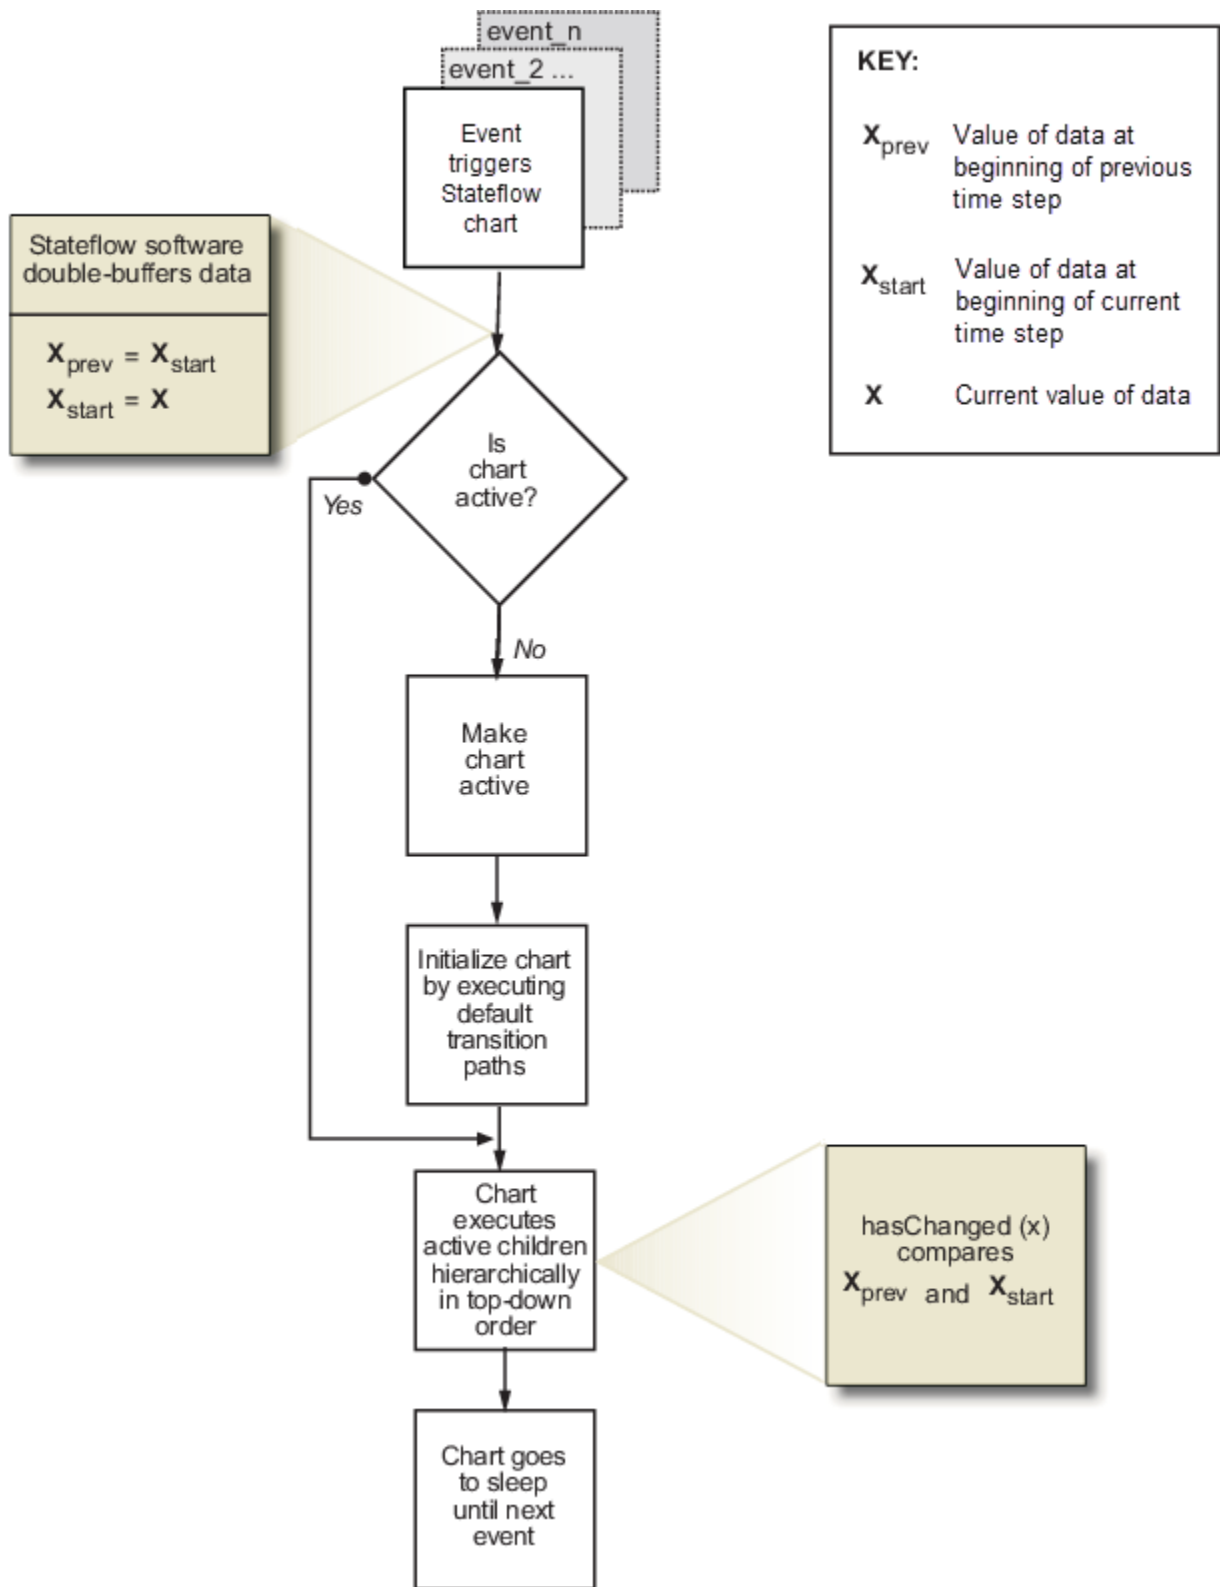 event_n
event_2 ...
Event
triggers
Stateflow
chart
KEY:
Xprev Value of data at
beginning of previous
time step
Xstart Value of data at
beginning of current
time step
X Current value of data
Stateflow software
double-buffers data
Xprev = Xstart
Xstart = X
Is
chart
active?
Yes
No
Make
chart
active
Initialize chart
by executing
default
transition
paths
Chart
executes
active children
hierarchically
in top-down
order
hasChanged (x)
compares
Xprev and Xstart
Chart goes
to sleep
until next
event